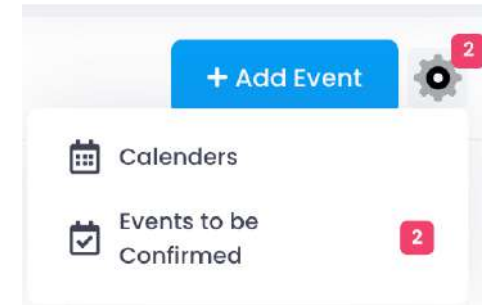 + Add Event
2
Calenders
Events to be
Confirmed
2